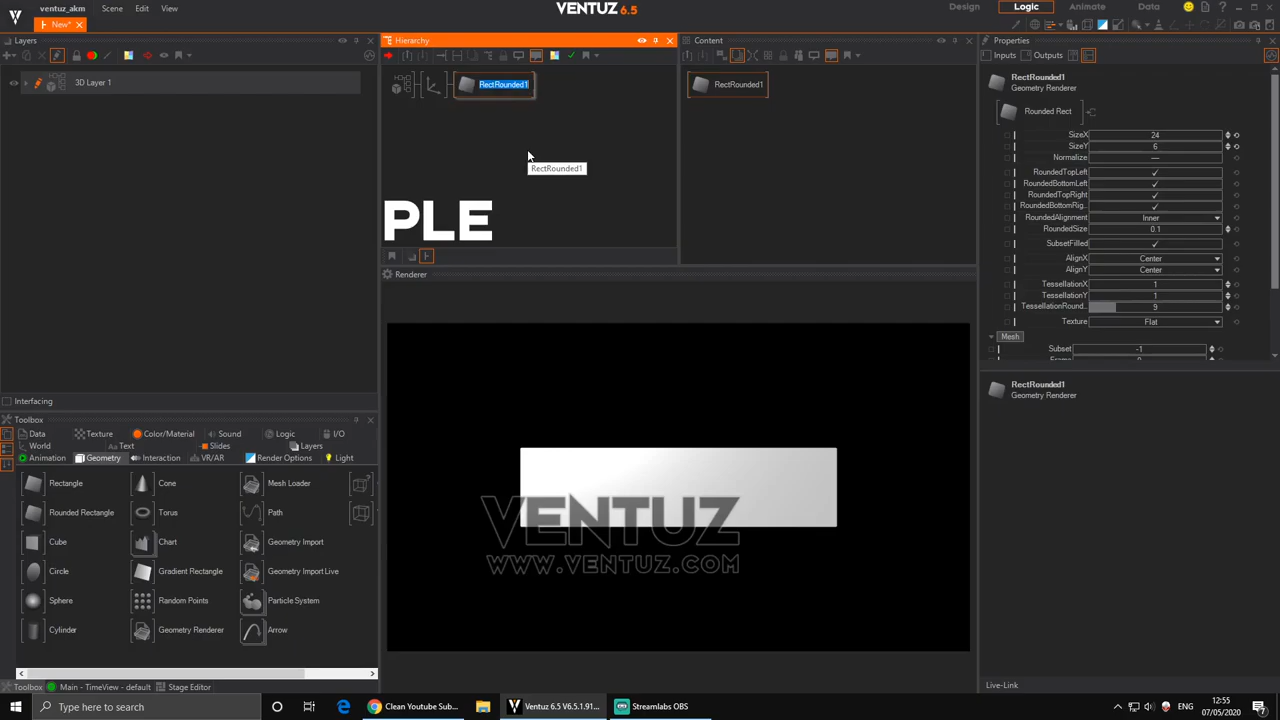 ventuz_akm Scene Edit View VENTUZ 6.5 Design Logic Animate Data
New*
Layers Hierarchy Content Properties
Inputs Outputs
3D Layer 1
RectRounded1
RectRounded1
RectRounded1
PLE
RectRounded1
Geometry Renderer
Rounded Rect
SizeX 24
SizeY 6
Normalize —
RoundedTopLeft
RoundedBottomLeft
RoundedTopRight
RoundedBottomRig..
RoundedAlignment Inner
RoundedSize 0.1
SubsetFilled
AlignX Center
AlignY Center
TessellationX 1
TessellationY 1
TessellationRound.. 9
Texture Flat
Mesh
Subset -1
Frame 0
RectRounded1
Geometry Renderer
Live-Link
Renderer
VENTUZ
WWW.VENTUZ.COM
Interfacing
Toolbox
Data Texture Color/Material Sound Logic I/O
World Text Slides Layers
Animation Geometry Interaction VR/AR Render Options Light
Rectangle Cone Mesh Loader
Rounded Rectangle Torus Path
Cube Chart Geometry Import
Circle Gradient Rectangle Geometry Import Live
Sphere Random Points Particle System
Cylinder Geometry Renderer Arrow
Toolbox Main - TimeView - default Stage Editor
Type here to search Clean Youtube Sub... Ventuz 6.5 V6.5.1.91... Streamlabs OBS ENG 12:55
07/05/2020